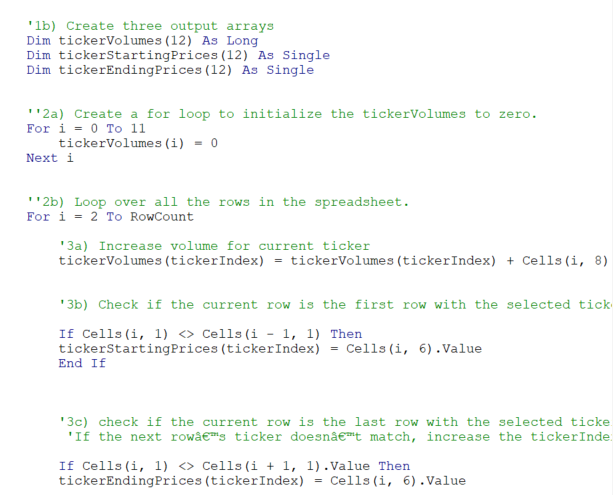 '1b) Create three output arrays
Dim tickerVolumes(12) As Long
Dim tickerStartingPrices(12) As Single
Dim tickerEndingPrices(12) As Single
''2a) Create a for loop to initialize the tickerVolumes to zero.
For i = 0 To 11
tickerVolumes(i) = 0
Next i
''2b) Loop over all the rows in the spreadsheet.
For i = 2 To RowCount
'3a) Increase volume for current ticker
tickerVolumes(tickerIndex) = tickerVolumes(tickerIndex) + Cells(i, 8)
'3b) Check if the current row is the first row with the selected tick
If Cells(i, 1) <> Cells(i - 1, 1) Then
tickerStartingPrices(tickerIndex) = Cells(i, 6).Value
End If
'3c) check if the current row is the last row with the selected ticke
'If the next rowâ€™s ticker doesnâ€™t match, increase the tickerInde
If Cells(i, 1) <> Cells(i + 1, 1).Value Then
tickerEndingPrices(tickerIndex) = Cells(i, 6).Value